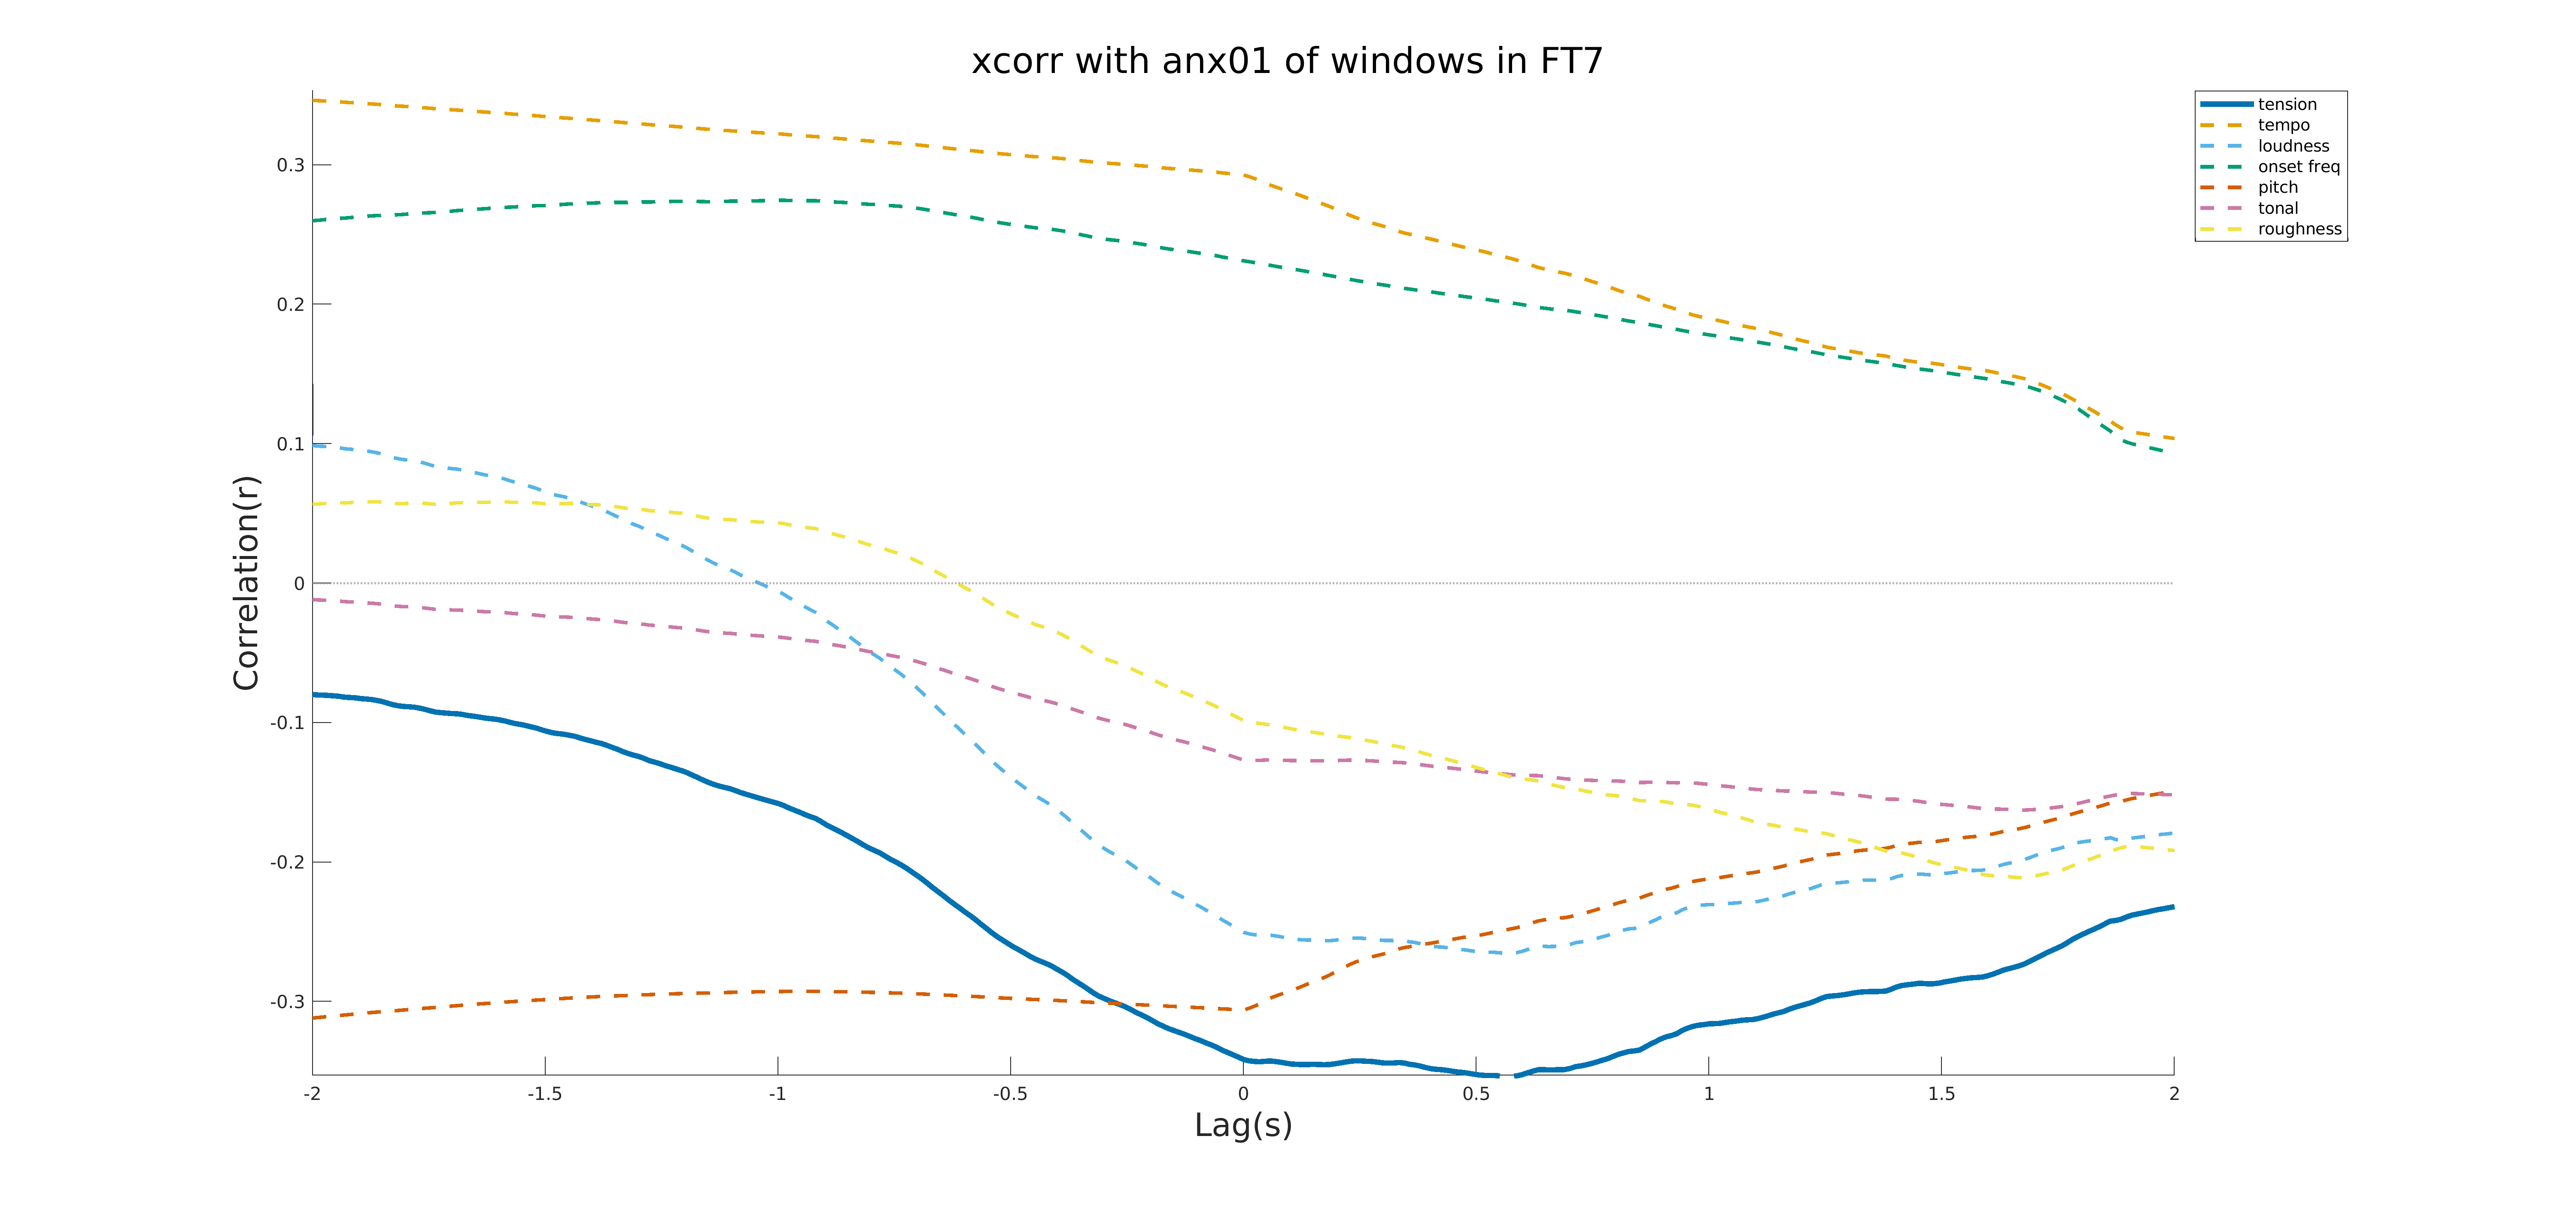 xcorr with anx01 of windows in FT7
tension
tempo
loudness
onset freq
pitch
tonal
roughness
Correlation(r)
0.3
0.2
0.1
0
-0.1
-0.2
-0.3
-2 -1.5 -1 -0.5 0 0.5 1 1.5 2
Lag(s)